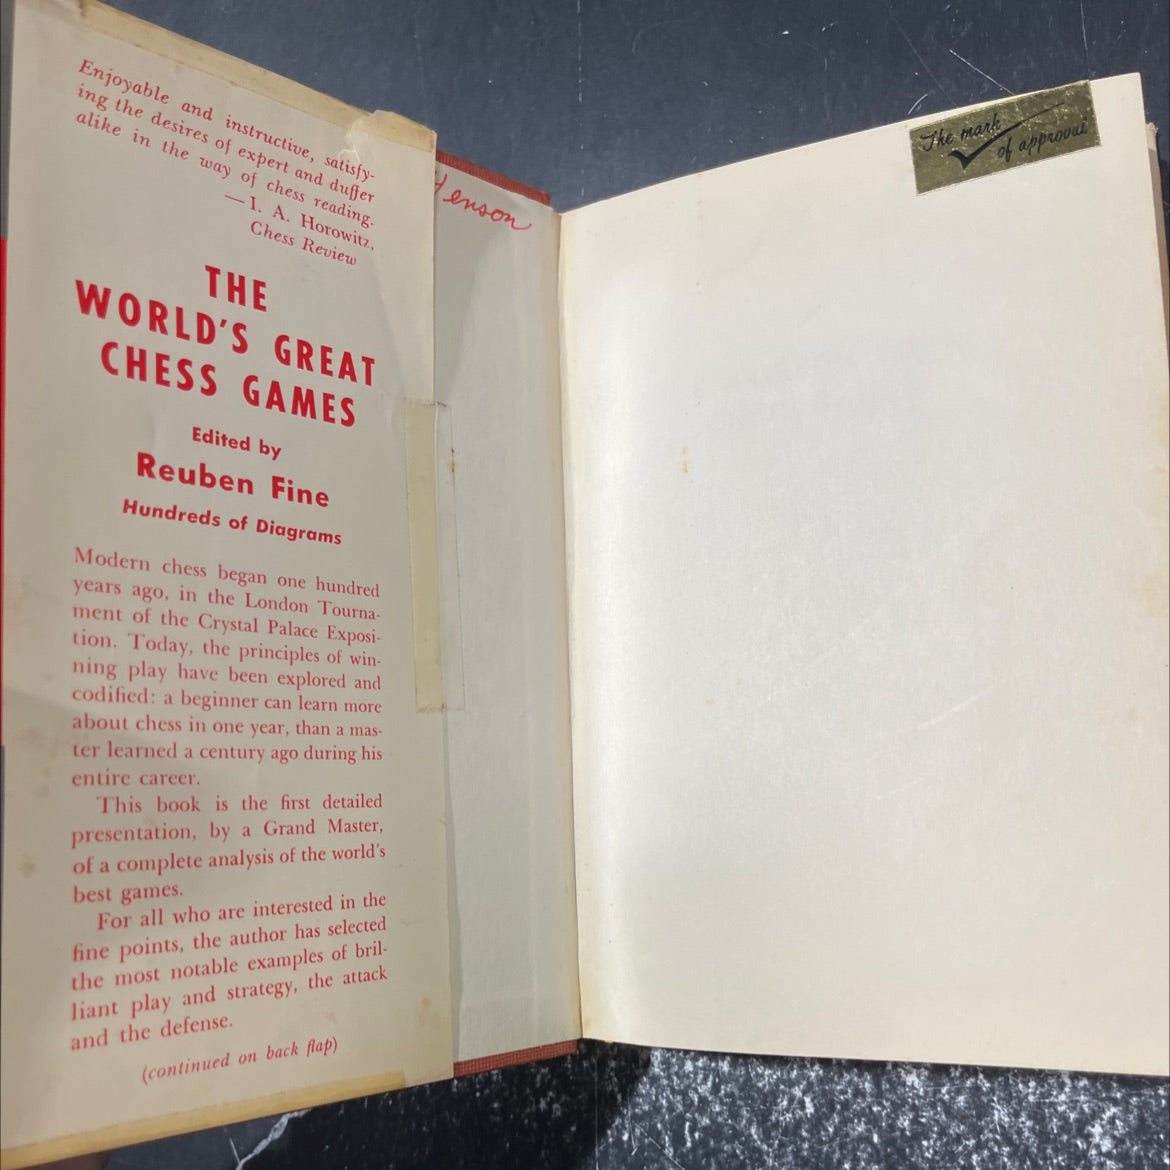 Enjoyable and instructive, satisfy-
ing the desires of expert and duffer
alike in the way of chess reading.
— I. A. Horowitz,
Chess Review
THE
WORLD'S GREAT
CHESS GAMES
Edited by
Reuben Fine
Hundreds of Diagrams
Modern chess began one hundred
years ago, in the London Tourna-
ment of the Crystal Palace Exposi-
tion. Today, the principles of win-
ning play have been explored and
codified: a beginner can learn more
about chess in one year, than a mas-
ter learned a century ago during his
entire career.
This book is the first detailed
presentation, by a Grand Master,
of a complete analysis of the world's
best games.
For all who are interested in the
fine points, the author has selected
the most notable examples of bril-
liant play and strategy, the attack
and the defense.
(continued on back flap)
Henson
The mark
of approval